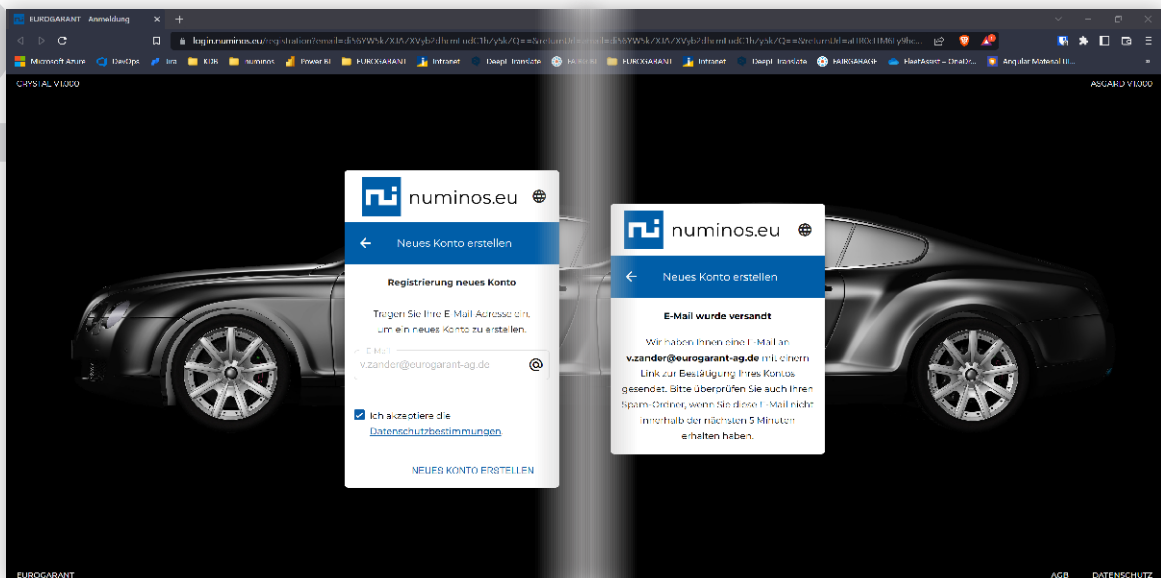 EUROGARANT Anmeldung
Microsoft Azure DevOps Jira KDB numinos Power BI EUROGARANT Intranet DeepL Translate EUROGARANT Intranet DeepL Translate FAIRGARAGE FleetAssist – OneDr... Angular Material UI...
CRYSTAL V1.000
ASGARD V1.000
numinos.eu
Neues Konto erstellen
Registrierung neues Konto
Tragen Sie Ihre E-Mail-Adresse ein,
um ein neues Konto zu erstellen.
E-Mail
v.zander@eurogarant-ag.de
Ich akzeptiere die
Datenschutzbestimmungen
NEUES KONTO ERSTELLEN
numinos.eu
Neues Konto erstellen
E-Mail wurde versandt
Wir haben Ihnen eine E-Mail an
v.zander@eurogarant-ag.de mit einem
Link zur Bestätigung Ihres Kontos
gesendet. Bitte überprüfen Sie auch Ihren
Spam-Ordner, wenn Sie diese E-Mail nicht
innerhalb der nächsten 5 Minuten
erhalten haben.
EUROGARANT
AGB DATENSCHUTZ